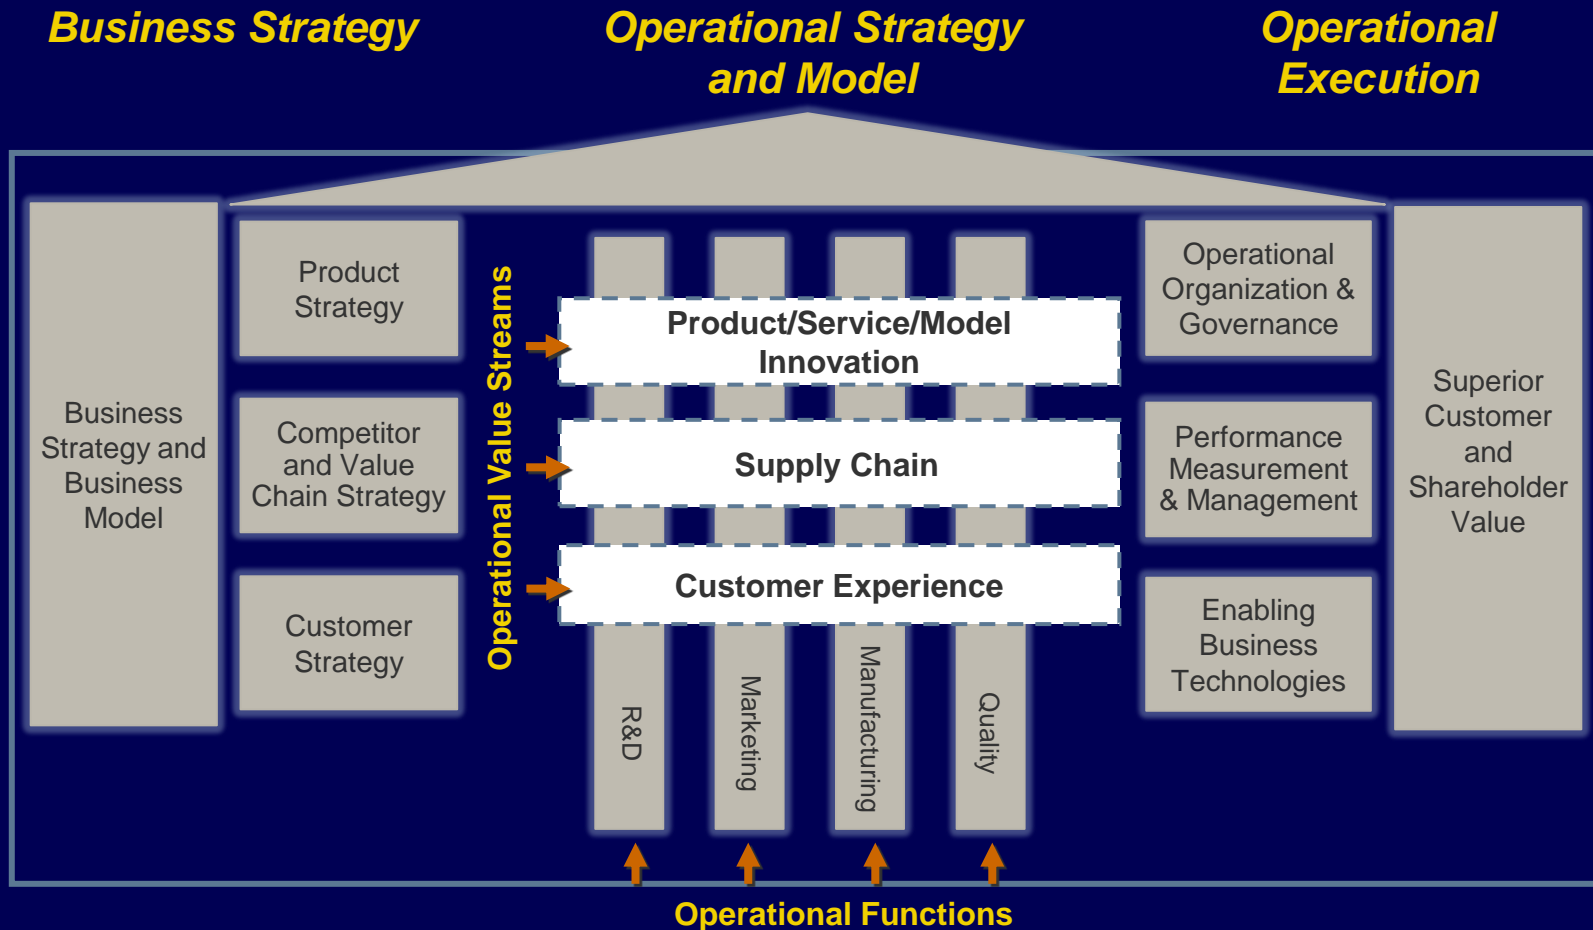 Business Strategy
Operational Strategy
and Model
Operational
Execution
Business
Strategy and
Business
Model
Product
Strategy
Competitor
and Value
Chain Strategy
Customer
Strategy
Operational Value Streams
Product/Service/Model
Innovation
Supply Chain
Customer Experience
R&D
Marketing
Manufacturing
Quality
Operational
Organization &
Governance
Performance
Measurement
& Management
Enabling
Business
Technologies
Superior
Customer
and
Shareholder
Value
Operational Functions